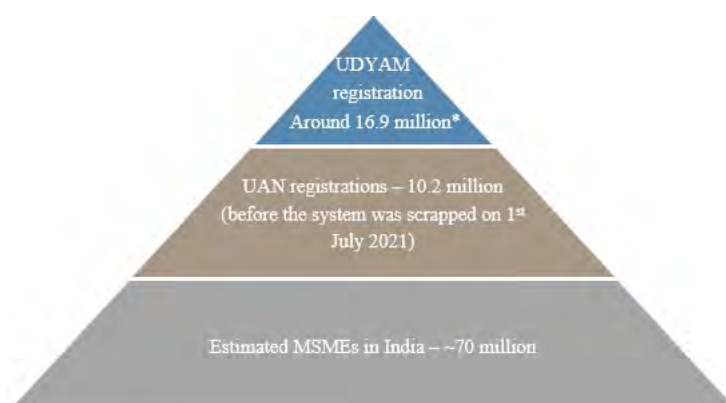 UDYAM
registration
Around 16.9 million*
UAN registrations – 10.2 million
(before the system was scrapped on 1st
July 2021)
Estimated MSMEs in India – ~70 million